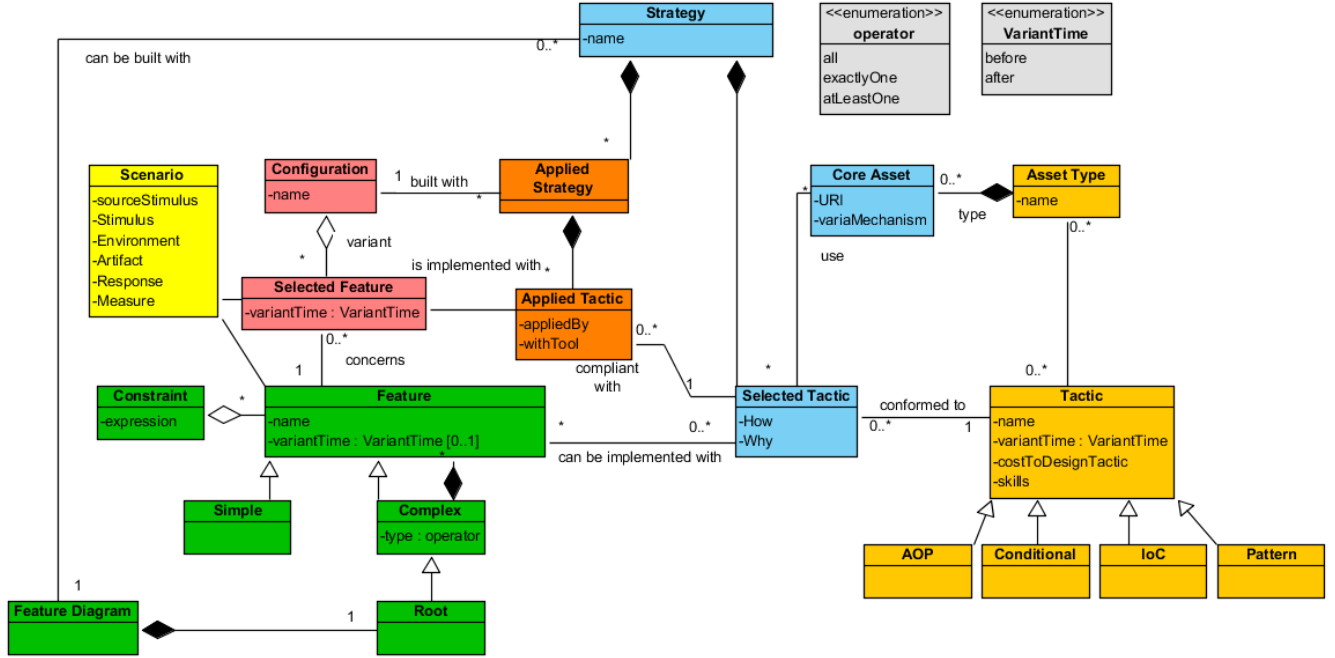 Strategy
-name
<<enumeration>>
operator
all
exactlyOne
atLeastOne
<<enumeration>>
VariantTime
before
after
can be built with
0..*
*
Scenario
-sourceStimulus
-Stimulus
-Environment
-Artifact
-Response
-Measure
Configuration
-name
1
built with
*
Applied
Strategy
Core Asset
-URI
-variaMechanism
*
0..*
type
Asset Type
-name
0..*
use
variant
*
is implemented with
*
Selected Feature
-variantTime : VariantTime
0..*
concerns
1
Applied Tactic
-appliedBy
-withTool
0..*
compliant
with
1
*
0..*
Constraint
-expression
*
Feature
-name
-variantTime : VariantTime [0..1]
*
*
0..*
can be implemented with
Selected Tactic
-How
-Why
conformed to
0..*
1
Tactic
-name
-variantTime : VariantTime
-costToDesignTactic
-skills
Simple
Complex
-type : operator
AOP
Conditional
IoC
Pattern
1
Feature Diagram
1
Root